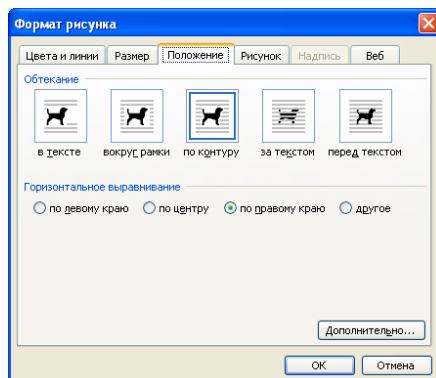 Формат рисунка
Цвета и линии Размер Положение Рисунок Надпись Веб
Обтекание
в тексте вокруг рамки по контуру за текстом перед текстом
Горизонтальное выравнивание
по левому краю по центру по правому краю другое
Дополнительно...
ОК Отмена